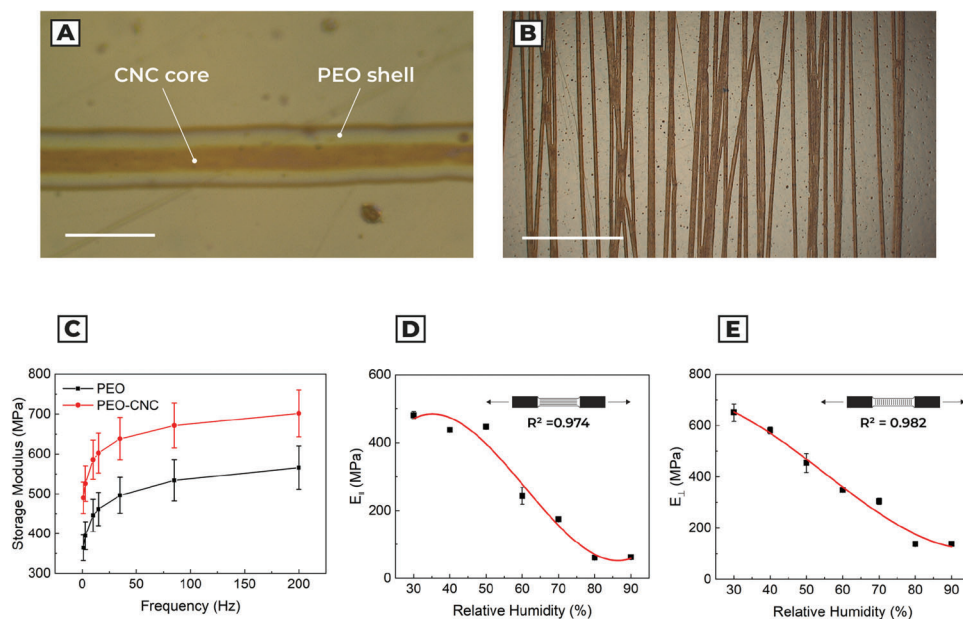 A
CNC core
PEO shell
B
C
Storage Modulus (MPa)
800
700
600
500
400
300
PEO
PEO-CNC
0
50
100
150
200
Frequency (Hz)
D
E∥ (MPa)
600
400
200
0
R² =0.974
30
40
50
60
70
80
90
Relative Humidity (%)
E
E⊥ (MPa)
800
600
400
200
0
R² =0.982
30
40
50
60
70
80
90
Relative Humidity (%)